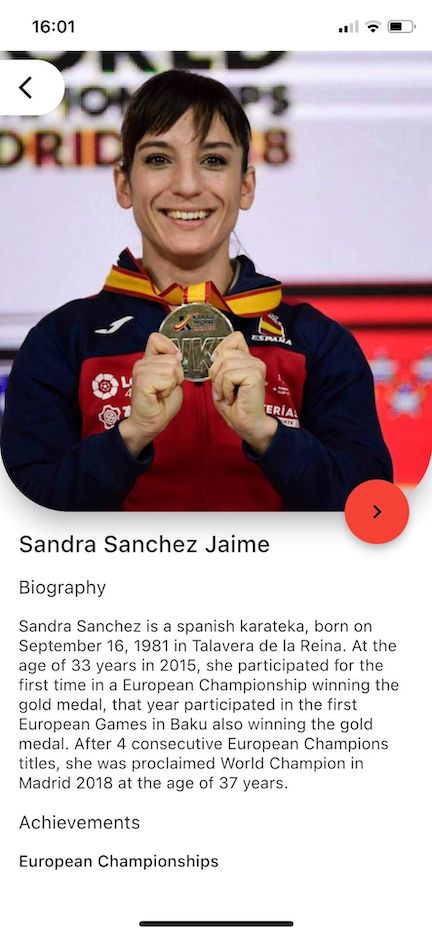 16:01
DRID
8
ESPAÑA
Sandra Sanchez Jaime
Biography
Sandra Sanchez is a spanish karateka, born on
September 16, 1981 in Talavera de la Reina. At the
age of 33 years in 2015, she participated for the
first time in a European Championship winning the
gold medal, that year participated in the first
European Games in Baku also winning the gold
medal. After 4 consecutive European Champions
titles, she was proclaimed World Champion in
Madrid 2018 at the age of 37 years.
Achievements
European Championships